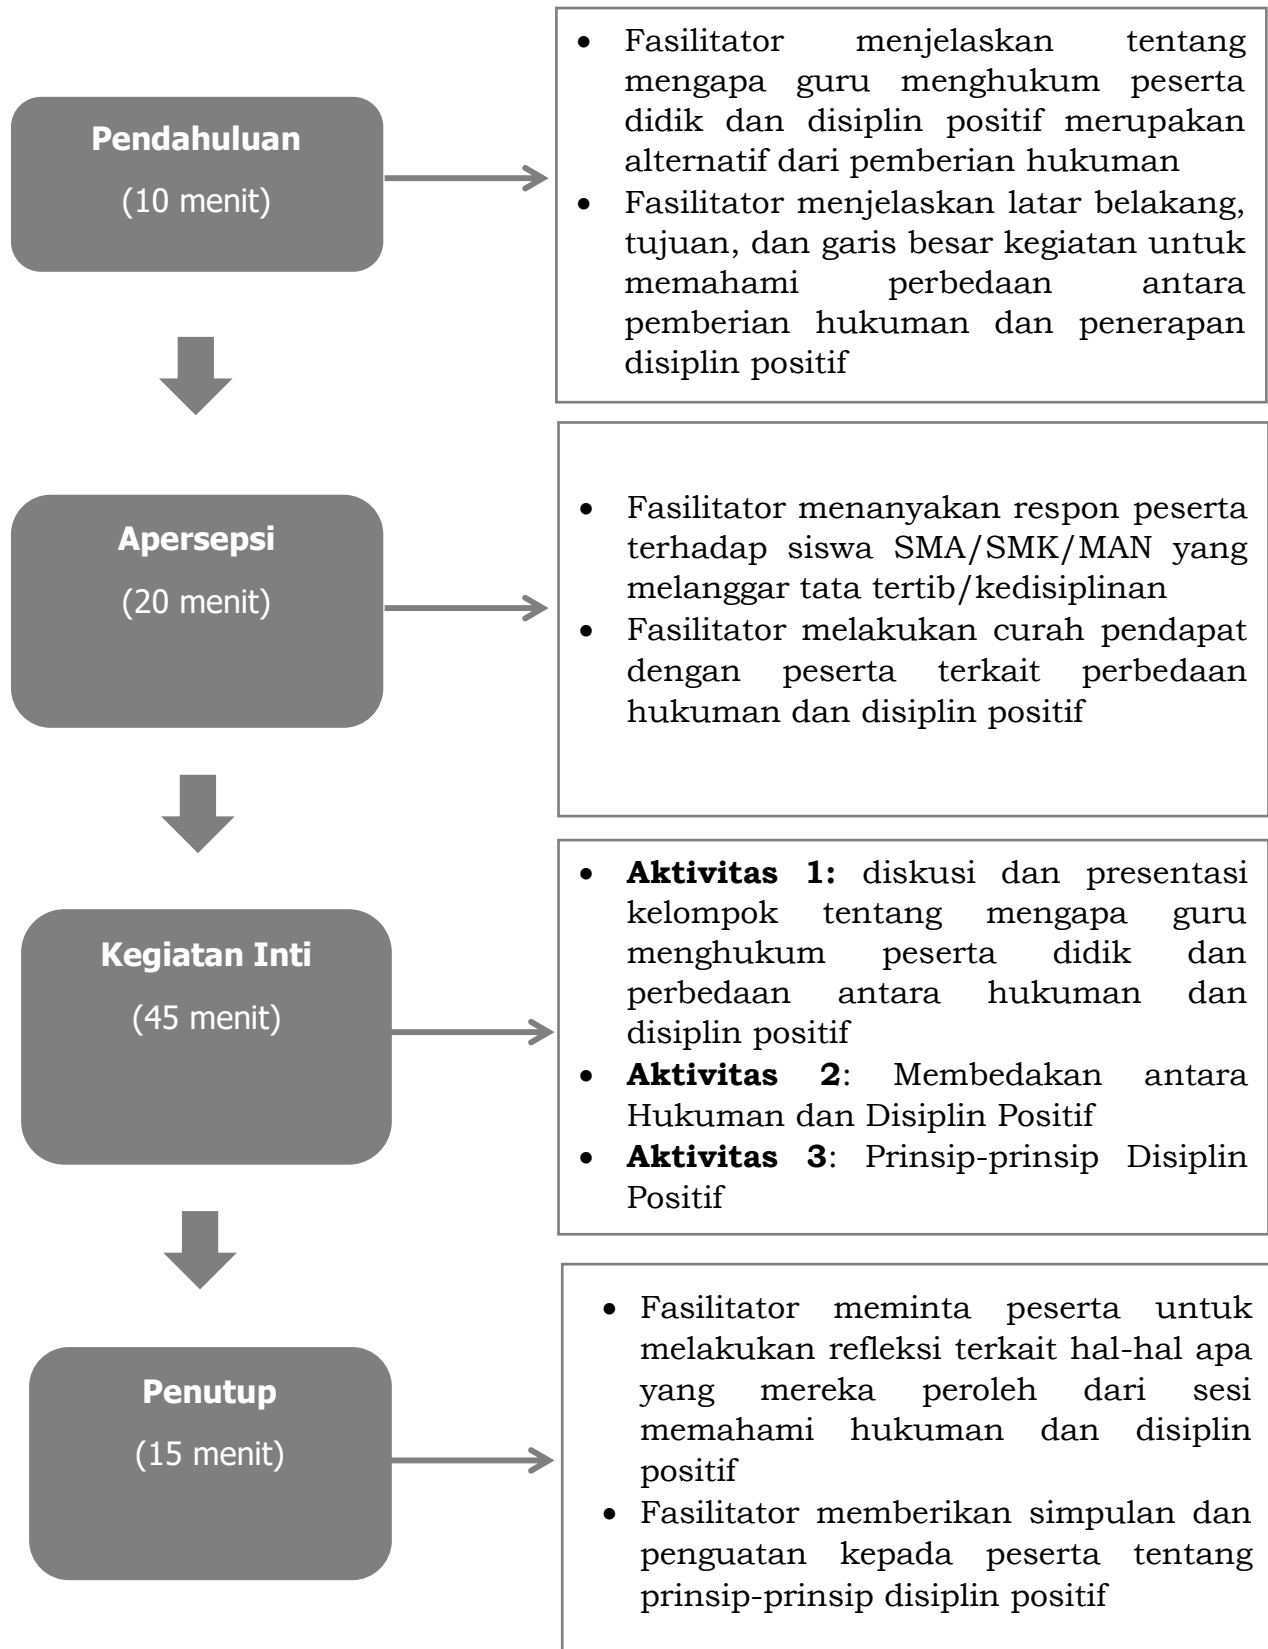 Pendahuluan
(10 menit)
• Fasilitator menjelaskan tentang
mengapa guru menghukum peserta
didik dan disiplin positif merupakan
alternatif dari pemberian hukuman
• Fasilitator menjelaskan latar belakang,
tujuan, dan garis besar kegiatan untuk
memahami perbedaan antara
pemberian hukuman dan penerapan
disiplin positif
Apersepsi
(20 menit)
• Fasilitator menanyakan respon peserta
terhadap siswa SMA/SMK/MAN yang
melanggar tata tertib/kedisiplinan
• Fasilitator melakukan curah pendapat
dengan peserta terkait perbedaan
hukuman dan disiplin positif
Kegiatan Inti
(45 menit)
• Aktivitas 1: diskusi dan presentasi
kelompok tentang mengapa guru
menghukum peserta didik dan
perbedaan antara hukuman dan
disiplin positif
• Aktivitas 2: Membedakan antara
Hukuman dan Disiplin Positif
• Aktivitas 3: Prinsip-prinsip Disiplin
Positif
Penutup
(15 menit)
• Fasilitator meminta peserta untuk
melakukan refleksi terkait hal-hal apa
yang mereka peroleh dari sesi
memahami hukuman dan disiplin
positif
• Fasilitator memberikan simpulan dan
penguatan kepada peserta tentang
prinsip-prinsip disiplin positif